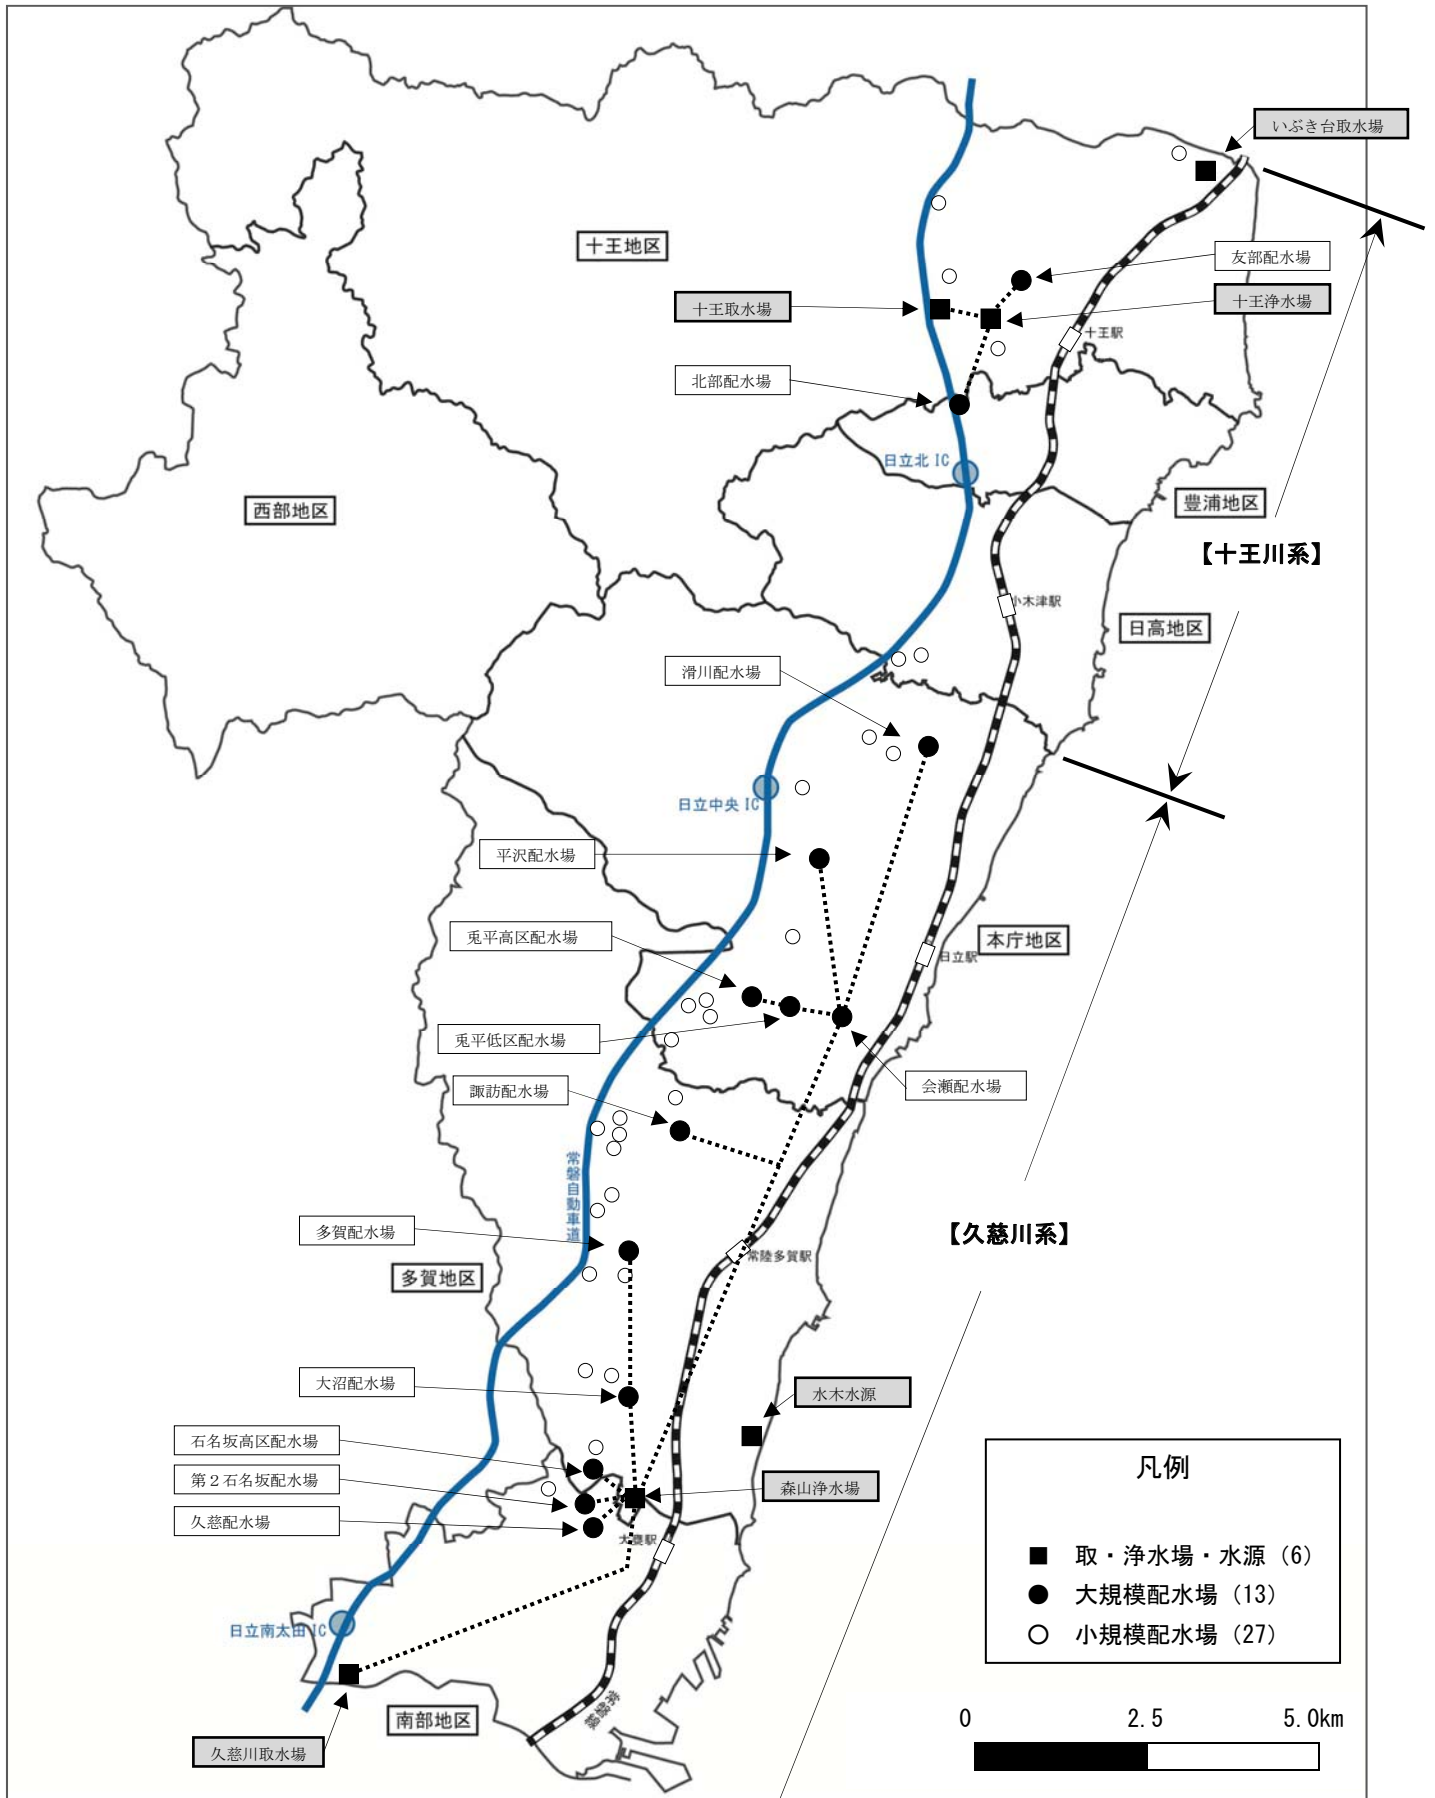 いぶき台取水場
十王地区
友部配水場
十王取水場
十王浄水場
十王駅
北部配水場
日立北IC
西部地区
豊浦地区
【十王川系】
小木津駅
日高地区
滑川配水場
日立中央IC
平沢配水場
兎平高区配水場
本庁地区
日立駅
兎平低区配水場
諏訪配水場
会瀬配水場
常磐自動車道
多賀配水場
【久慈川系】
常陸多賀駅
多賀地区
大沼配水場
水木水源
石名坂高区配水場
第2石名坂配水場
森山浄水場
久慈配水場
大甕駅
日立南太田IC
常磐線
南部地区
久慈川取水場
凡例
取・浄水場・水源(6)
大規模配水場(13)
小規模配水場(27)
0 2.5 5.0km